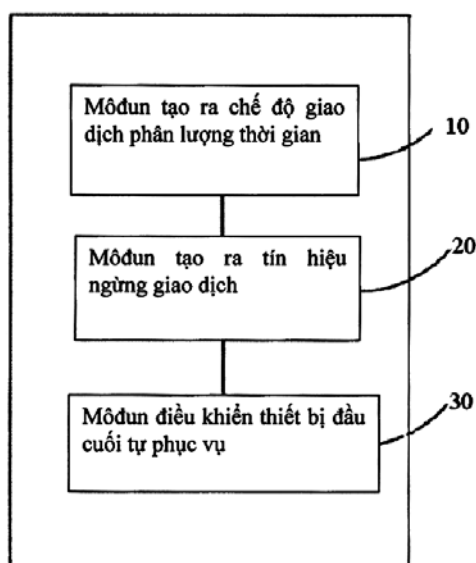 Môđun tạo ra chế độ giao
dịch phân lượng thời gian
10
Môđun tạo ra tín hiệu
ngừng giao dịch
20
Môđun điều khiển thiết bị đầu
cuối tự phục vụ
30